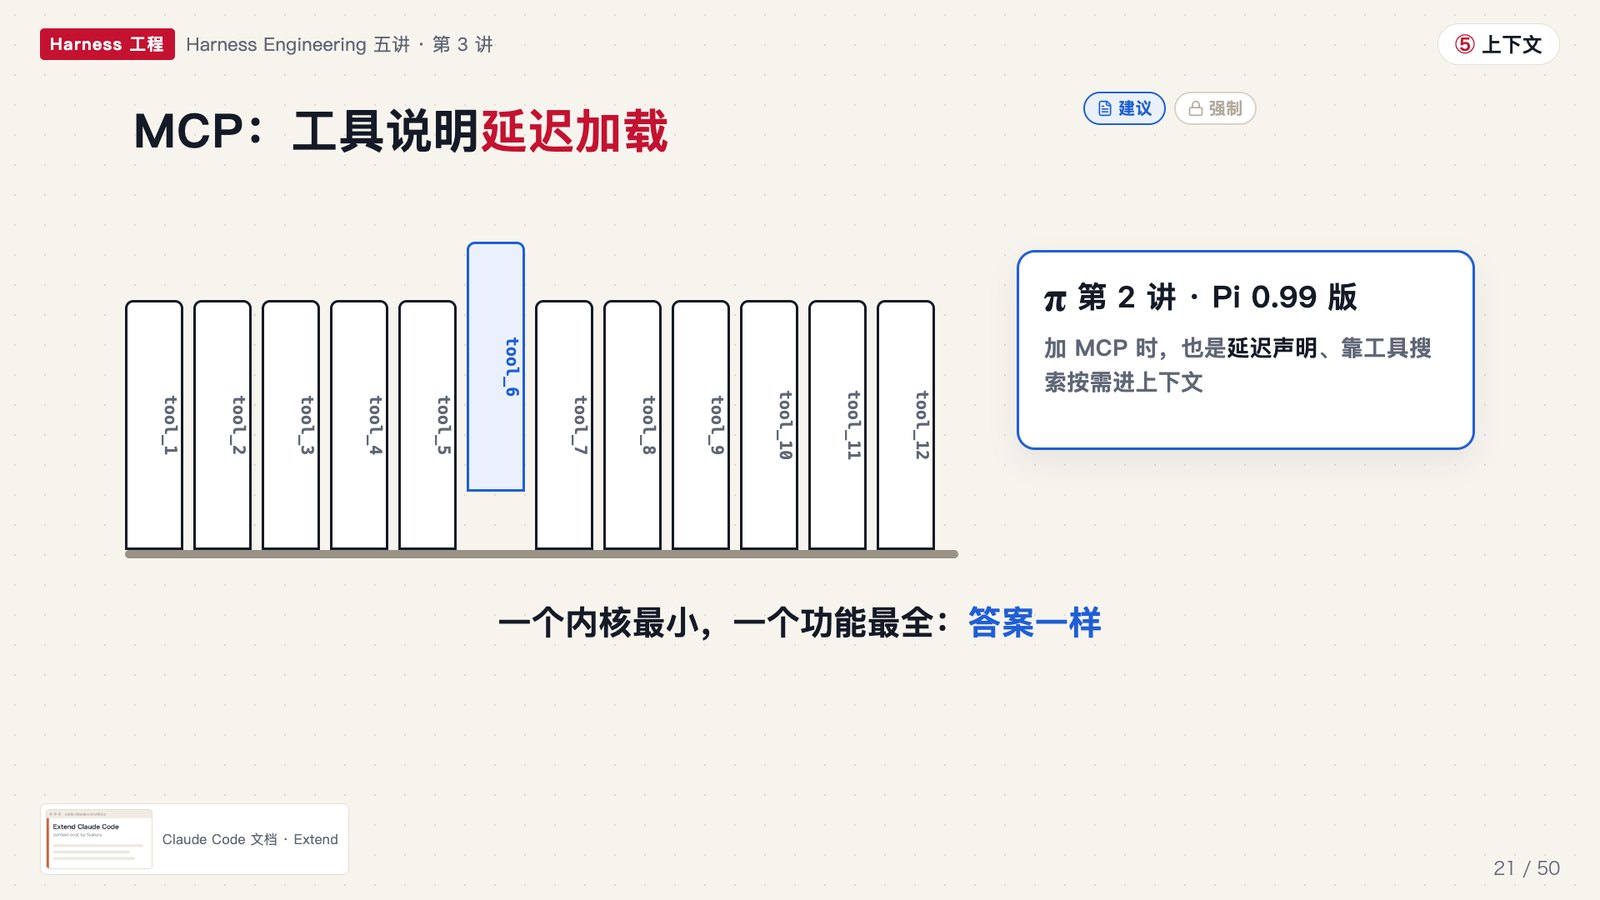 Harness 工程 Harness Engineering 五讲 · 第 3 讲
⑤ 上下文
MCP：工具说明延迟加载
建议
强制
tool_1
tool_2
tool_3
tool_4
tool_5
tool_6
tool_7
tool_8
tool_9
tool_10
tool_11
tool_12
π 第 2 讲 · Pi 0.99 版
加 MCP 时，也是延迟声明、靠工具搜
索按需进上下文
一个内核最小，一个功能最全：答案一样
Extend Claude Code
Claude Code 文档 · Extend
21 / 50